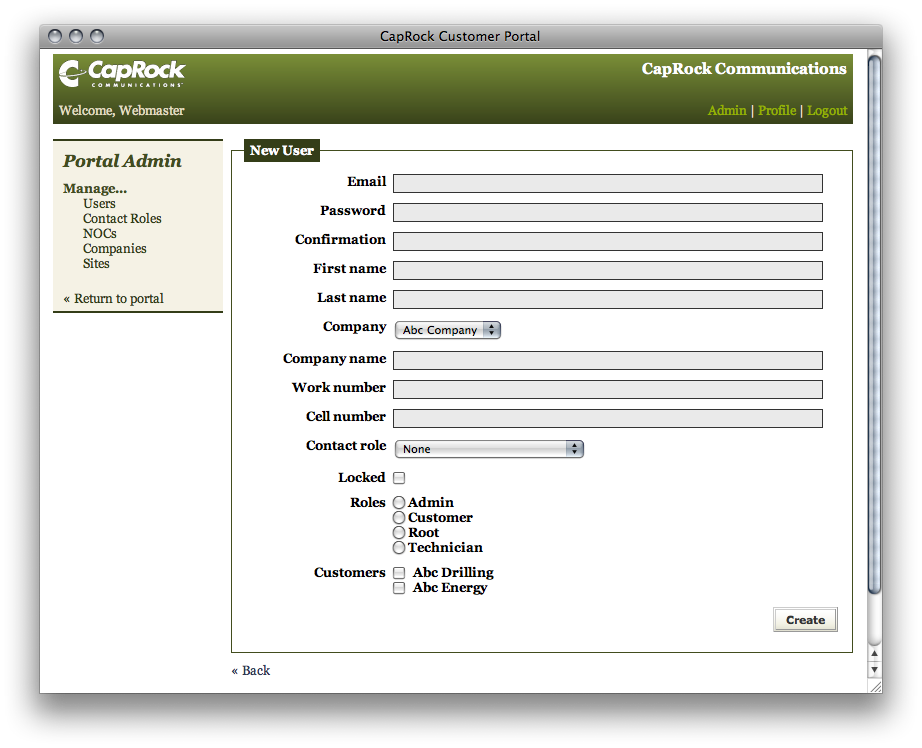 CapRock Customer Portal
CapRock
COMMUNICATIONS
CapRock Communications
Welcome, Webmaster
Admin | Profile | Logout
Portal Admin
Manage...
Users
Contact Roles
NOCs
Companies
Sites
« Return to portal
New User
Email
Password
Confirmation
First name
Last name
Company Abc Company
Company name
Work number
Cell number
Contact role None
Locked
Roles Admin
Customer
Root
Technician
Customers Abc Drilling
Abc Energy
Create
« Back